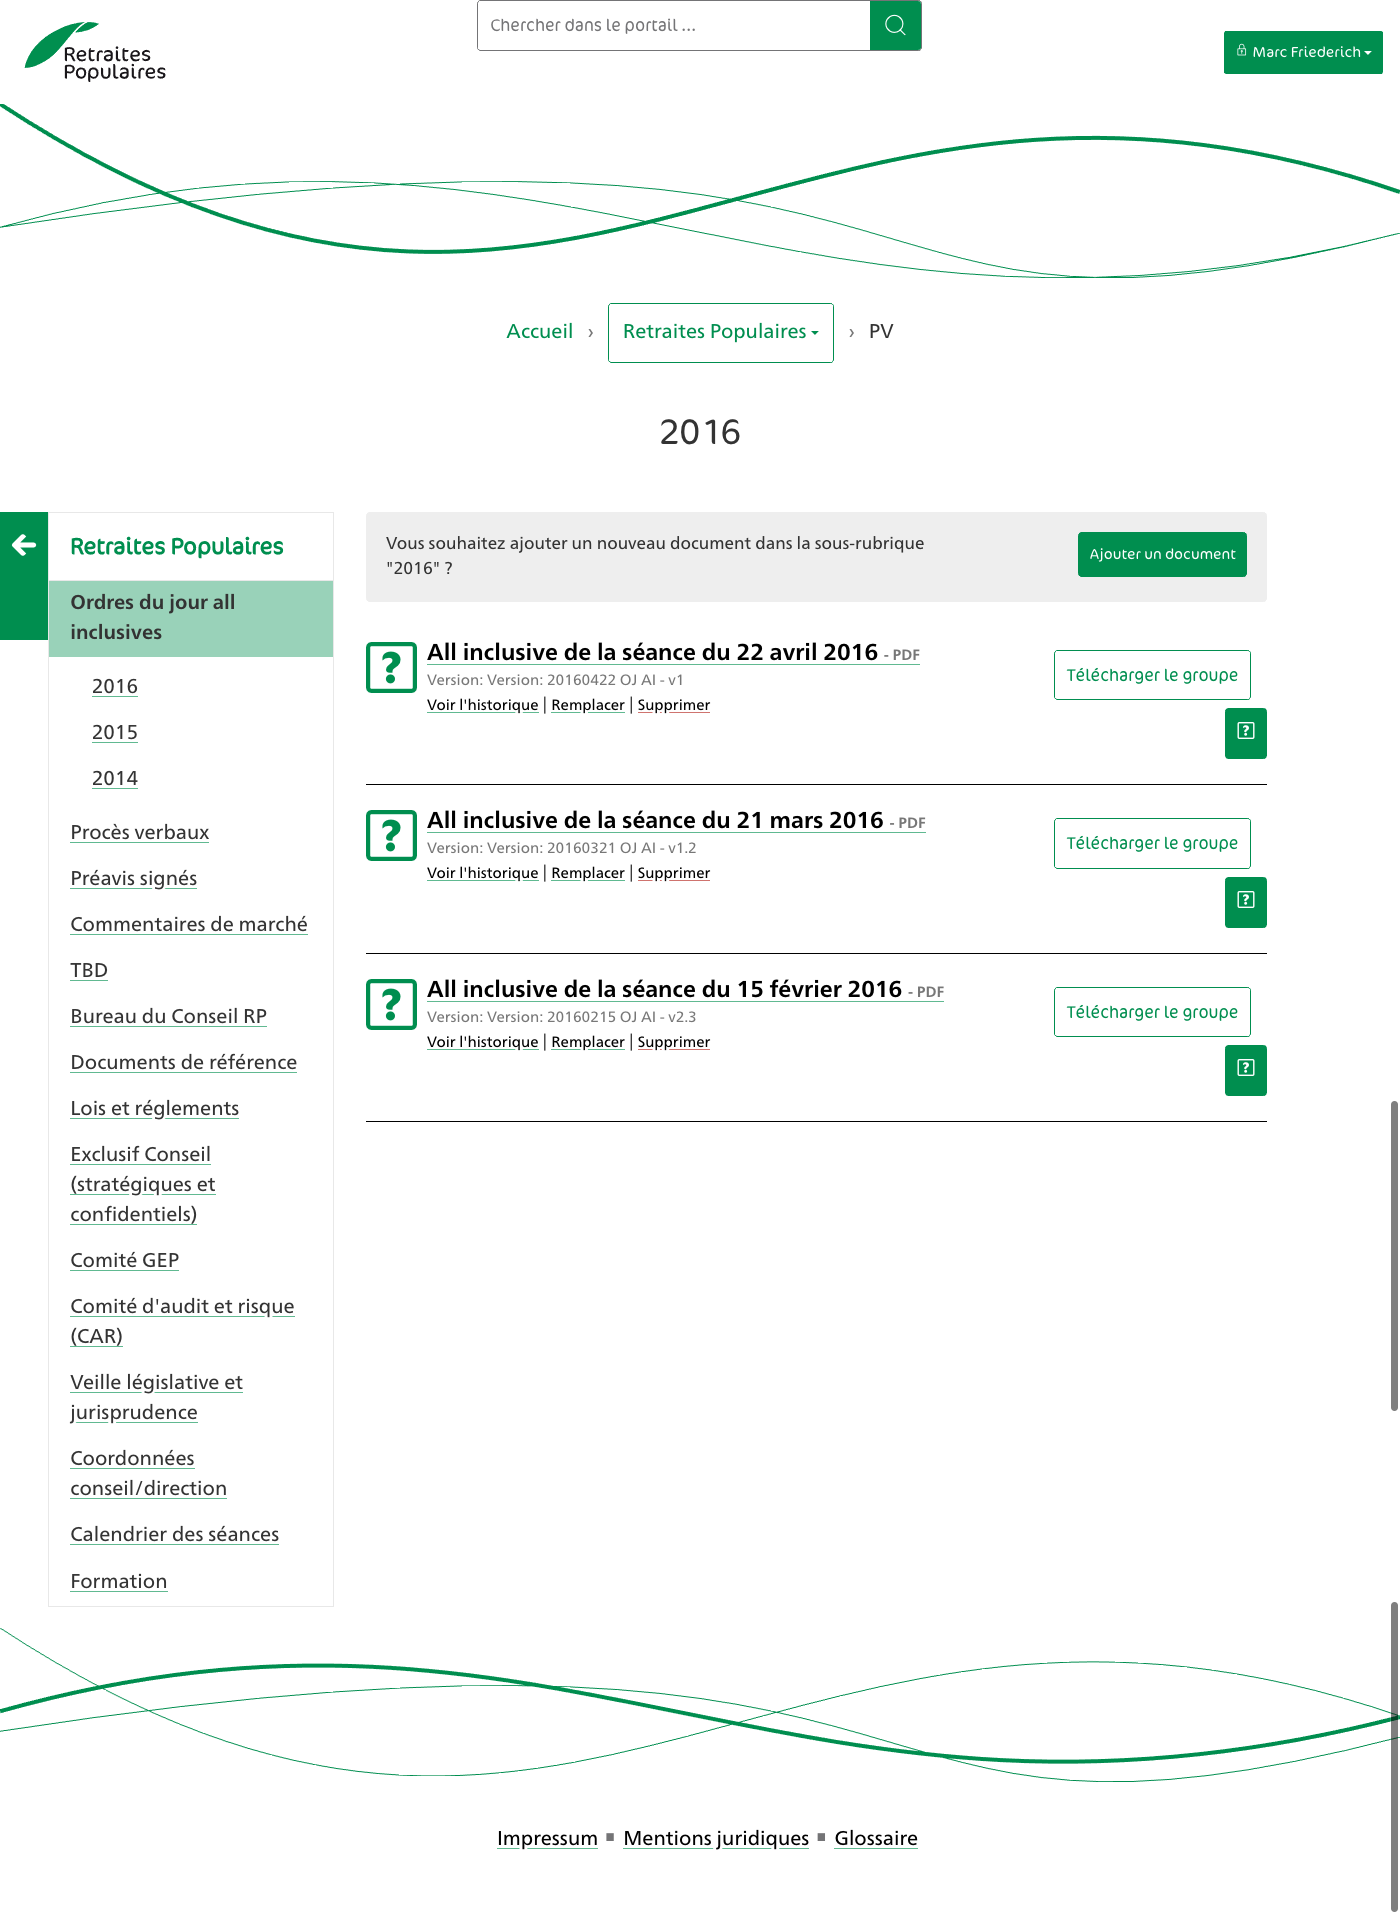 Retraites
Populaires
Chercher dans le portail ...
Marc Friederich
Accueil › Retraites Populaires › PV
2016
Retraites Populaires
Ordres du jour all
inclusives
2016
2015
2014
Procès verbaux
Préavis signés
Commentaires de marché
TBD
Bureau du Conseil RP
Documents de référence
Lois et réglements
Exclusif Conseil
(stratégiques et
confidentiels)
Comité GEP
Comité d'audit et risque
(CAR)
Veille législative et
jurisprudence
Coordonnées
conseil/direction
Calendrier des séances
Formation
Vous souhaitez ajouter un nouveau document dans la sous-rubrique
"2016" ?
Ajouter un document
All inclusive de la séance du 22 avril 2016 - PDF
Version: Version: 20160422 OJ AI - v1
Voir l'historique | Remplacer | Supprimer
Télécharger le groupe
All inclusive de la séance du 21 mars 2016 - PDF
Version: Version: 20160321 OJ AI - v1.2
Voir l'historique | Remplacer | Supprimer
Télécharger le groupe
All inclusive de la séance du 15 février 2016 - PDF
Version: Version: 20160215 OJ AI - v2.3
Voir l'historique | Remplacer | Supprimer
Télécharger le groupe
Impressum ▪ Mentions juridiques ▪ Glossaire